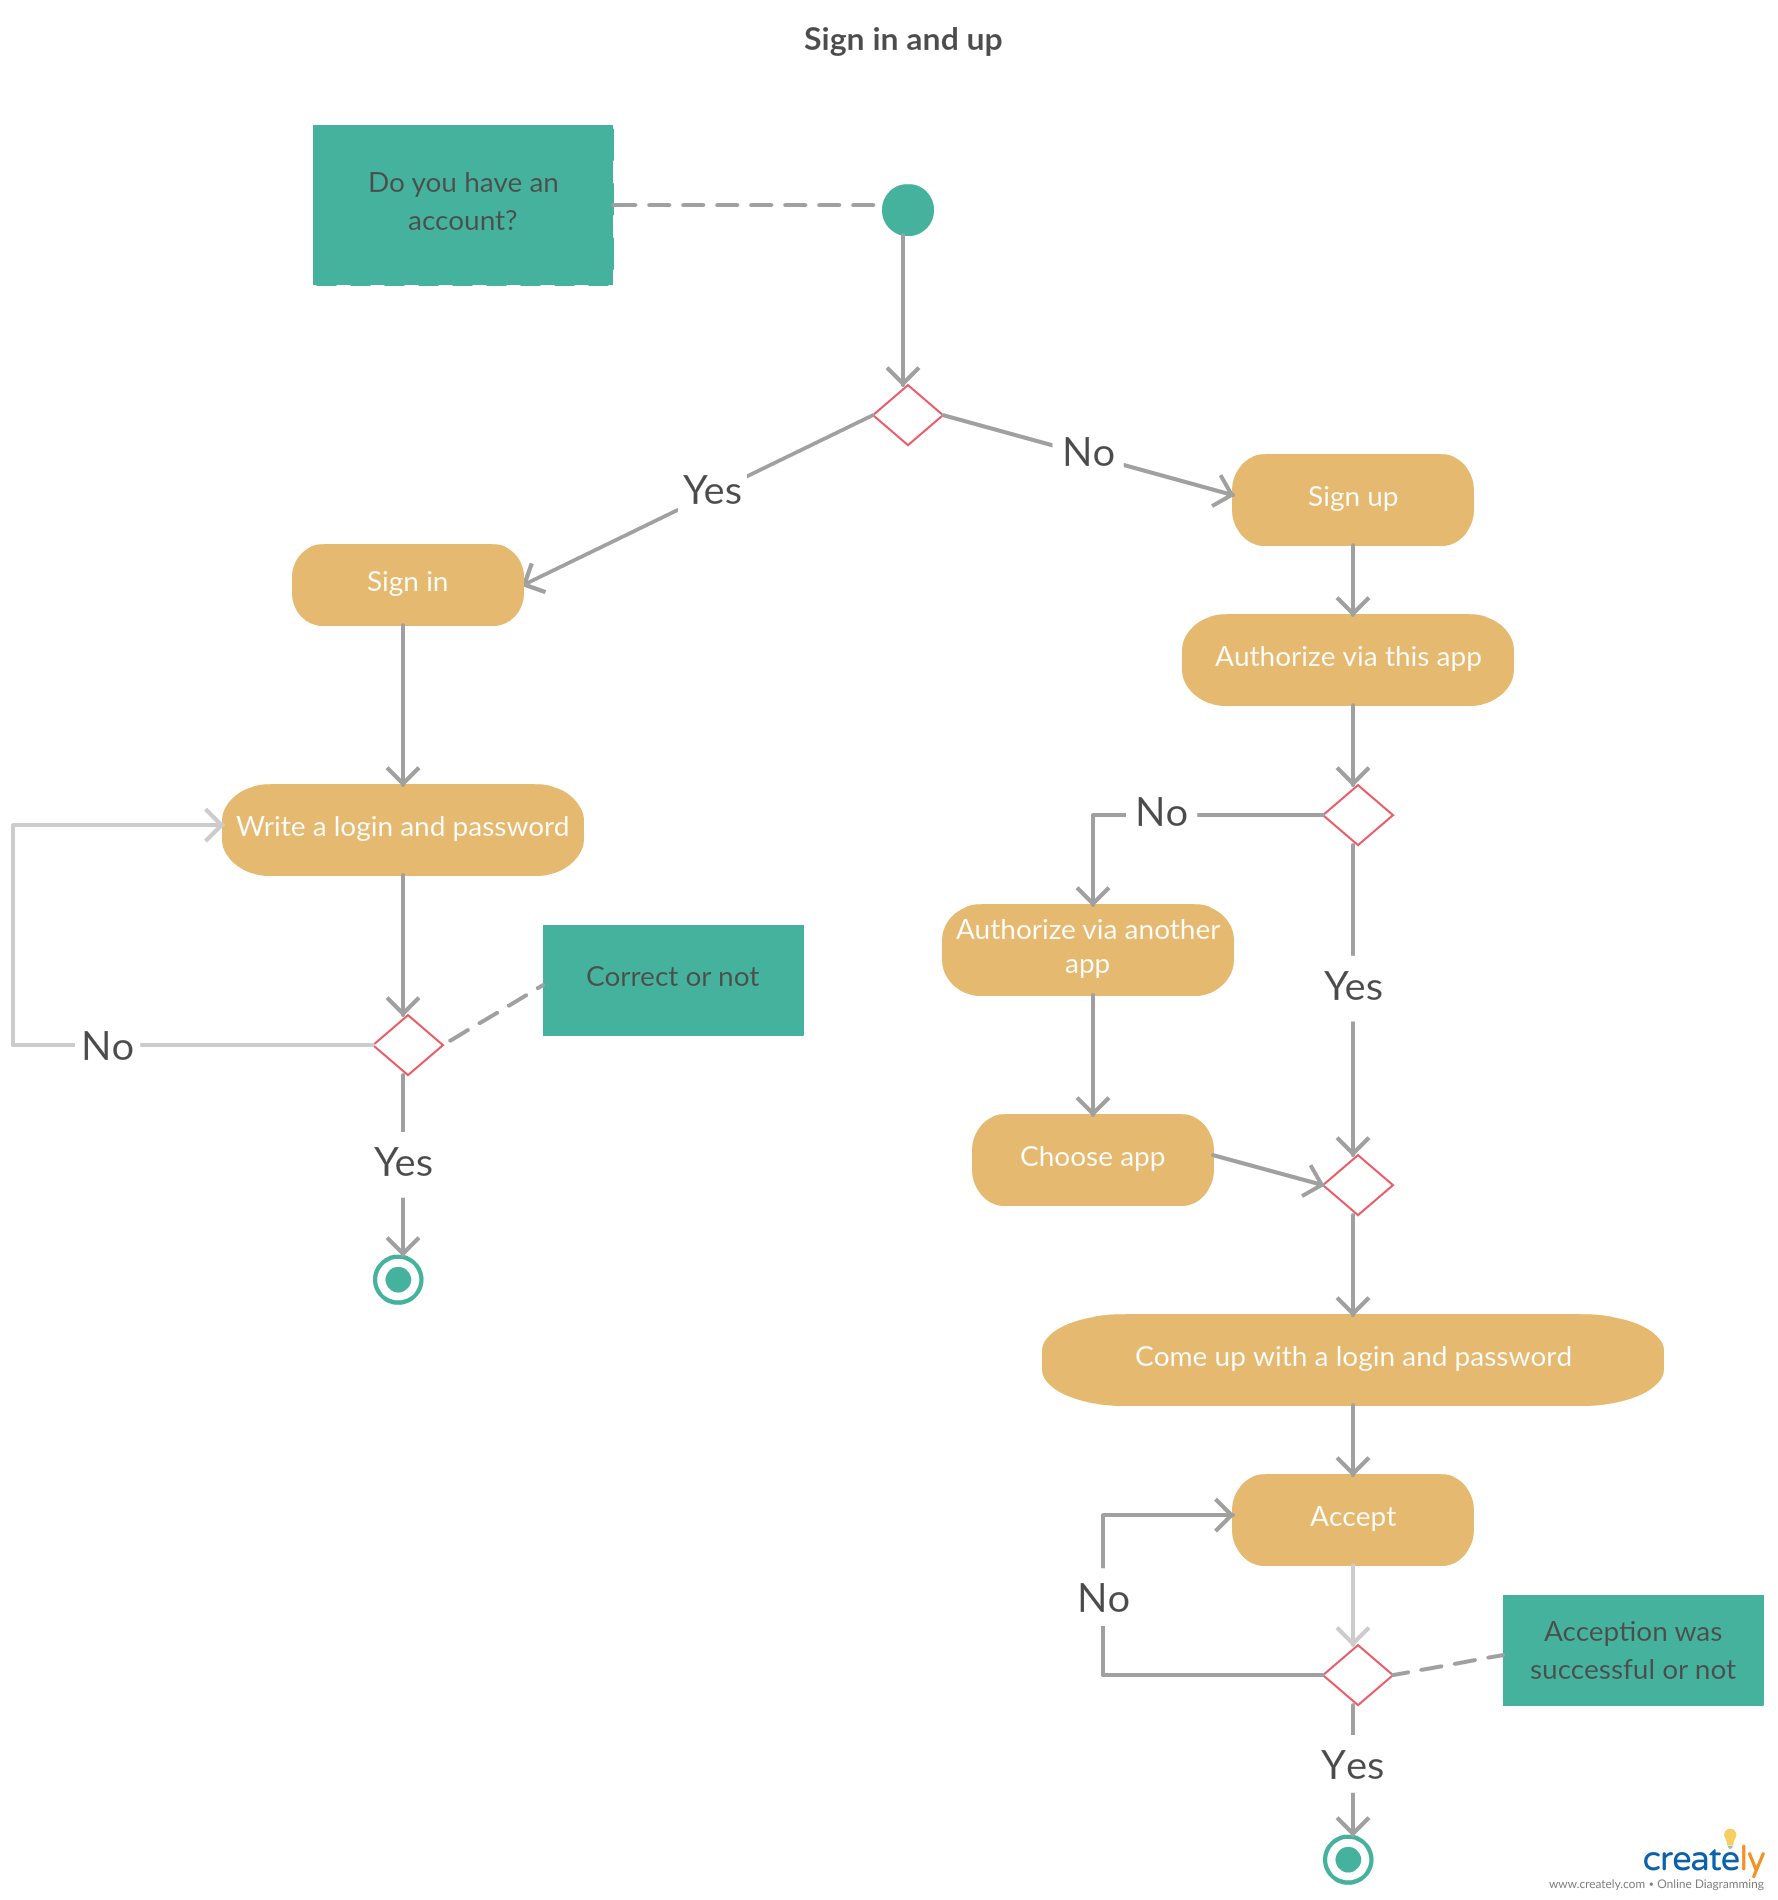 Sign in and up
Do you have an
account?
No
Yes
Sign up
Sign in
Authorize via this app
No
Write a login and password
Authorize via another
app
Correct or not
Yes
No
Choose app
Yes
Come up with a login and password
Accept
No
Acception was
successful or not
Yes
creately
www.creately.com • Online Diagramming